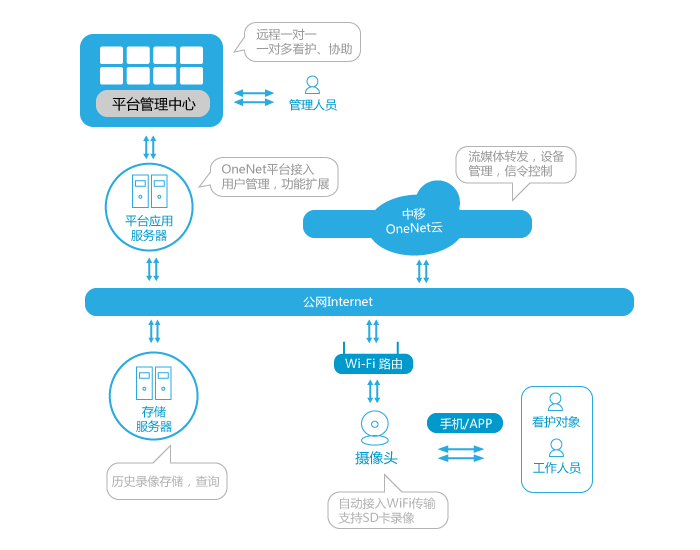 远程一对一
一对多看护、协助
平台管理中心
管理人员
OneNet平台接入
用户管理，功能扩展
平台应用
服务器
流媒体转发，设备
管理，信令控制
中移
OneNet云
公网Internet
Wi-Fi 路由
存储
服务器
历史录像存储，查询
摄像头
手机/APP
看护对象
工作人员
自动接入WiFi传输
支持SD卡录像